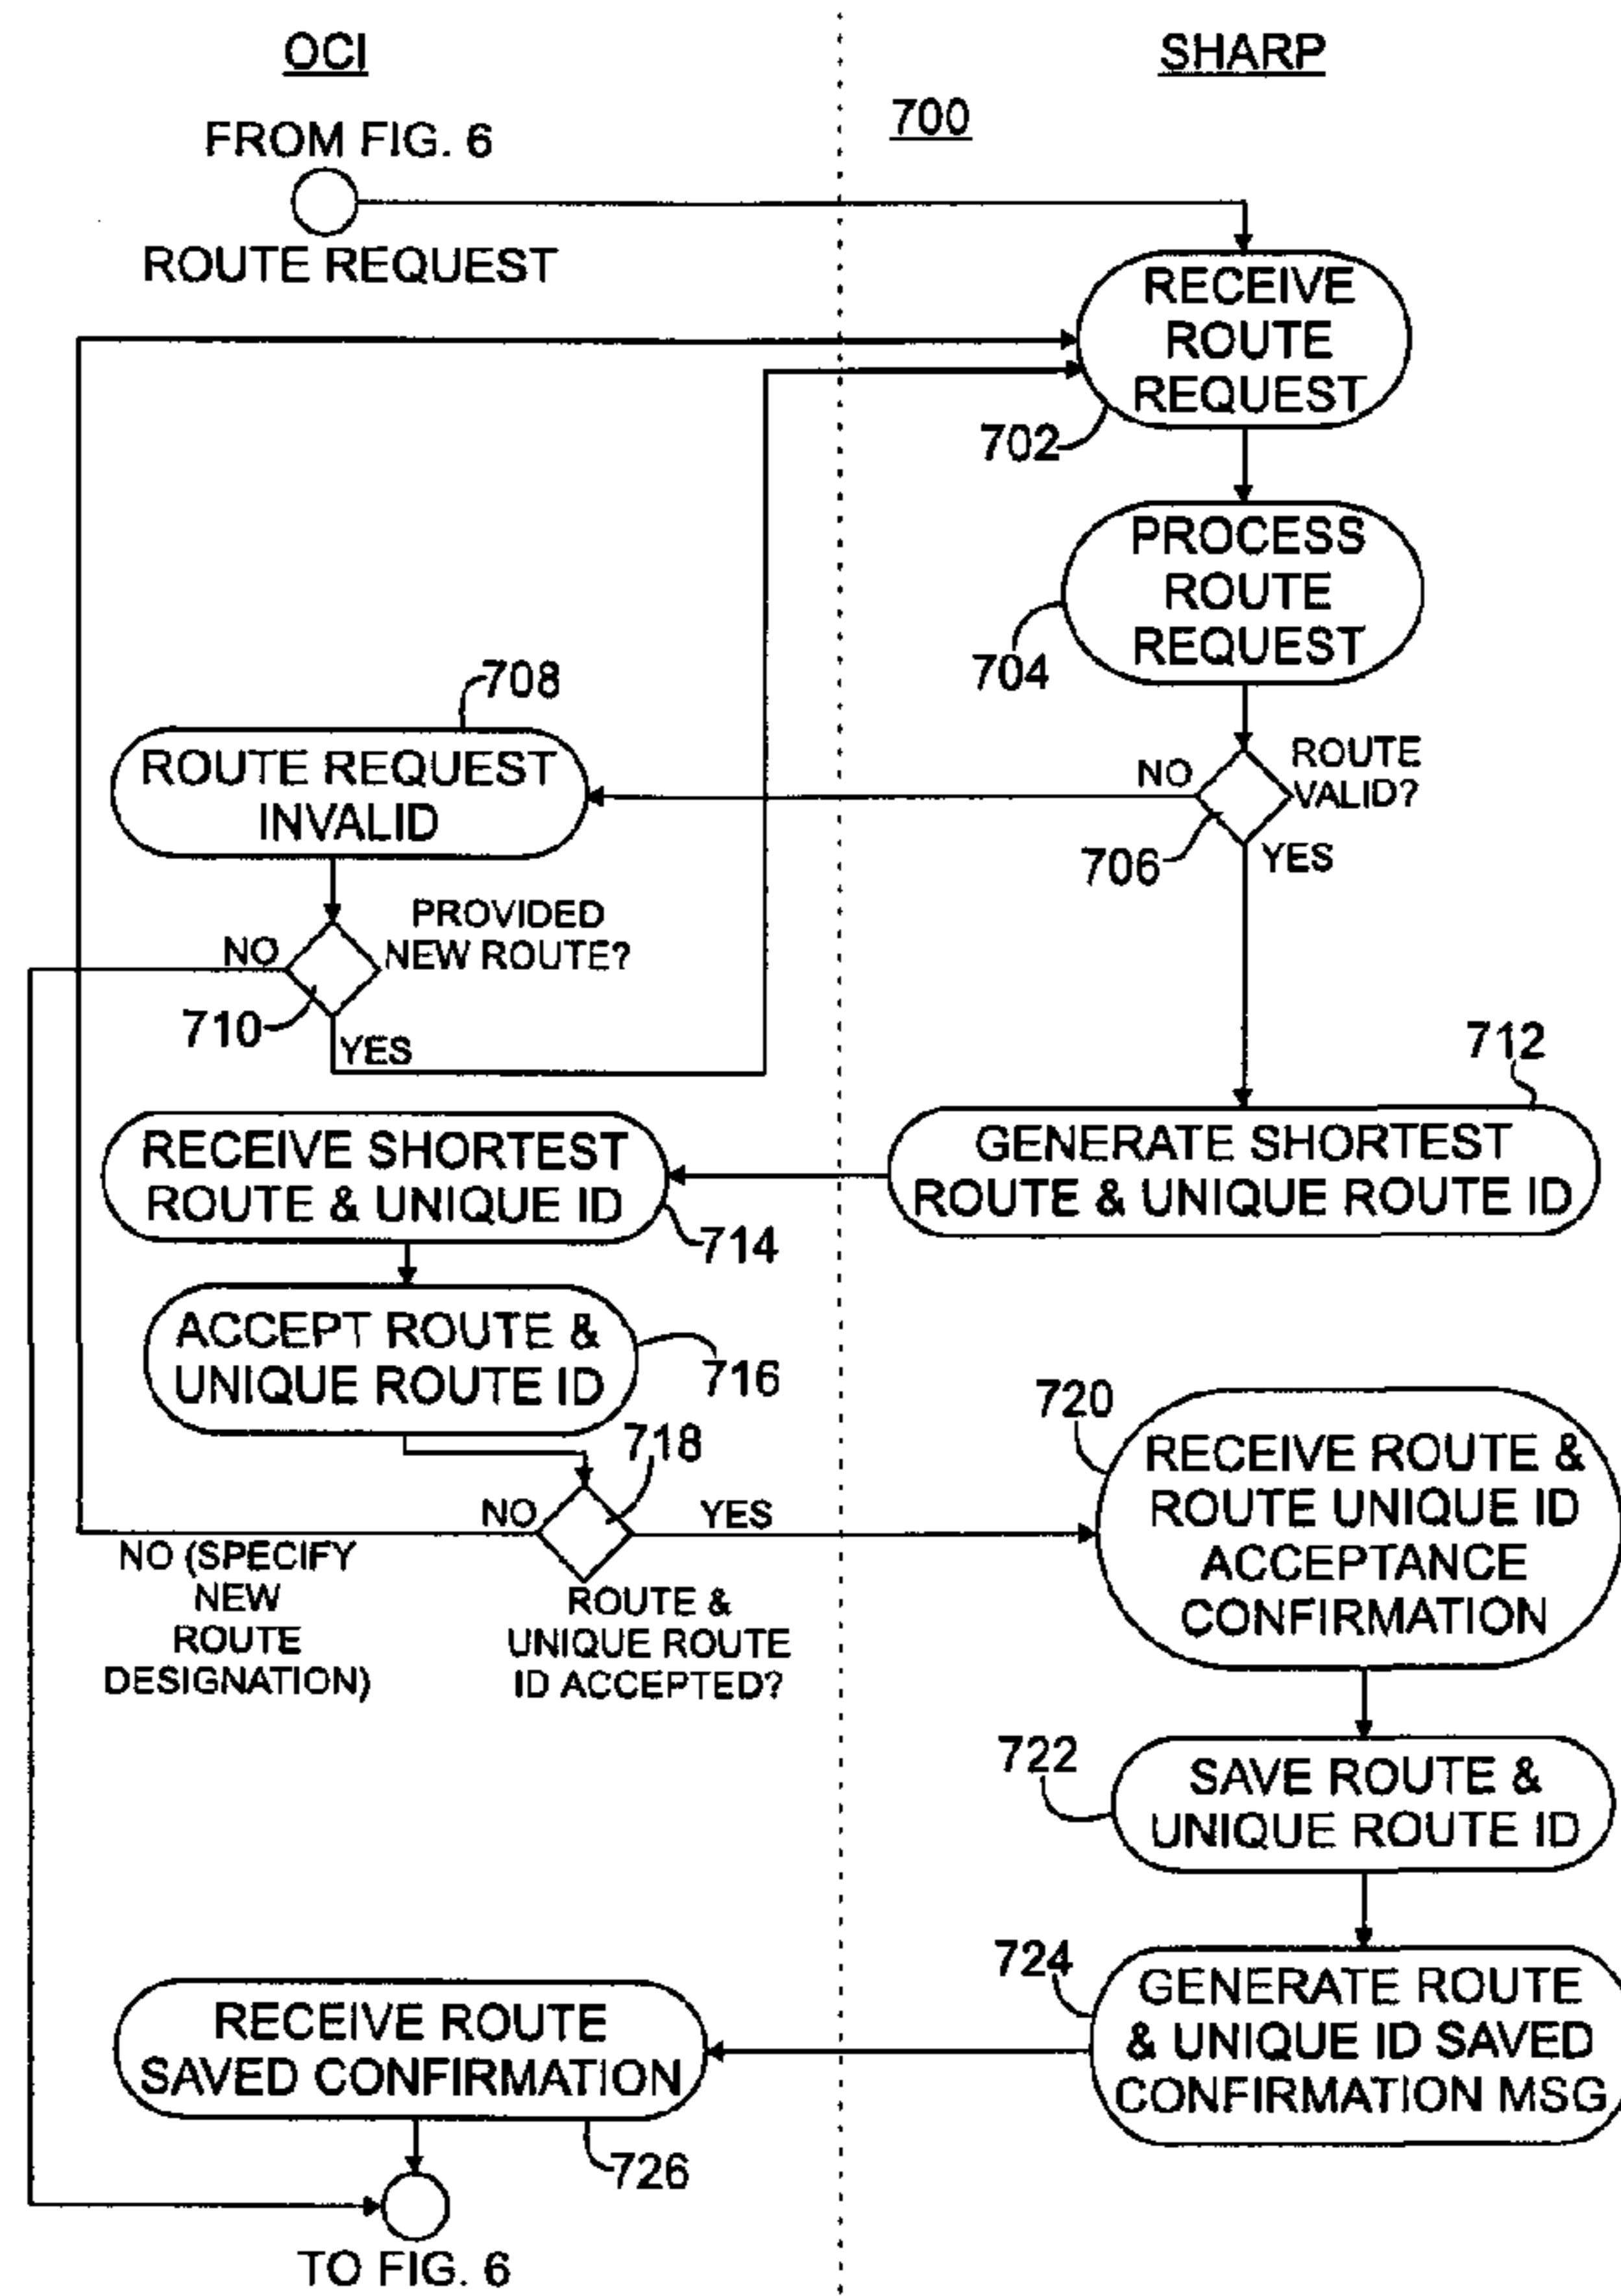 OCI
SHARP
700
FROM FIG. 6
ROUTE REQUEST
RECEIVE
ROUTE
REQUEST
702
PROCESS
ROUTE
REQUEST
704
708
ROUTE REQUEST
INVALID
NO
ROUTE
VALID?
706
YES
PROVIDED
NEW ROUTE?
NO
710
YES
712
GENERATE SHORTEST
ROUTE & UNIQUE ROUTE ID
RECEIVE SHORTEST
ROUTE & UNIQUE ID
714
ACCEPT ROUTE &
UNIQUE ROUTE ID
716
718
NO
YES
NO (SPECIFY
NEW
ROUTE
DESIGNATION)
ROUTE &
UNIQUE ROUTE
ID ACCEPTED?
720
RECEIVE ROUTE &
ROUTE UNIQUE ID
ACCEPTANCE
CONFIRMATION
722
SAVE ROUTE &
UNIQUE ROUTE ID
724
GENERATE ROUTE
& UNIQUE ID SAVED
CONFIRMATION MSG
RECEIVE ROUTE
SAVED CONFIRMATION
726
TO FIG. 6